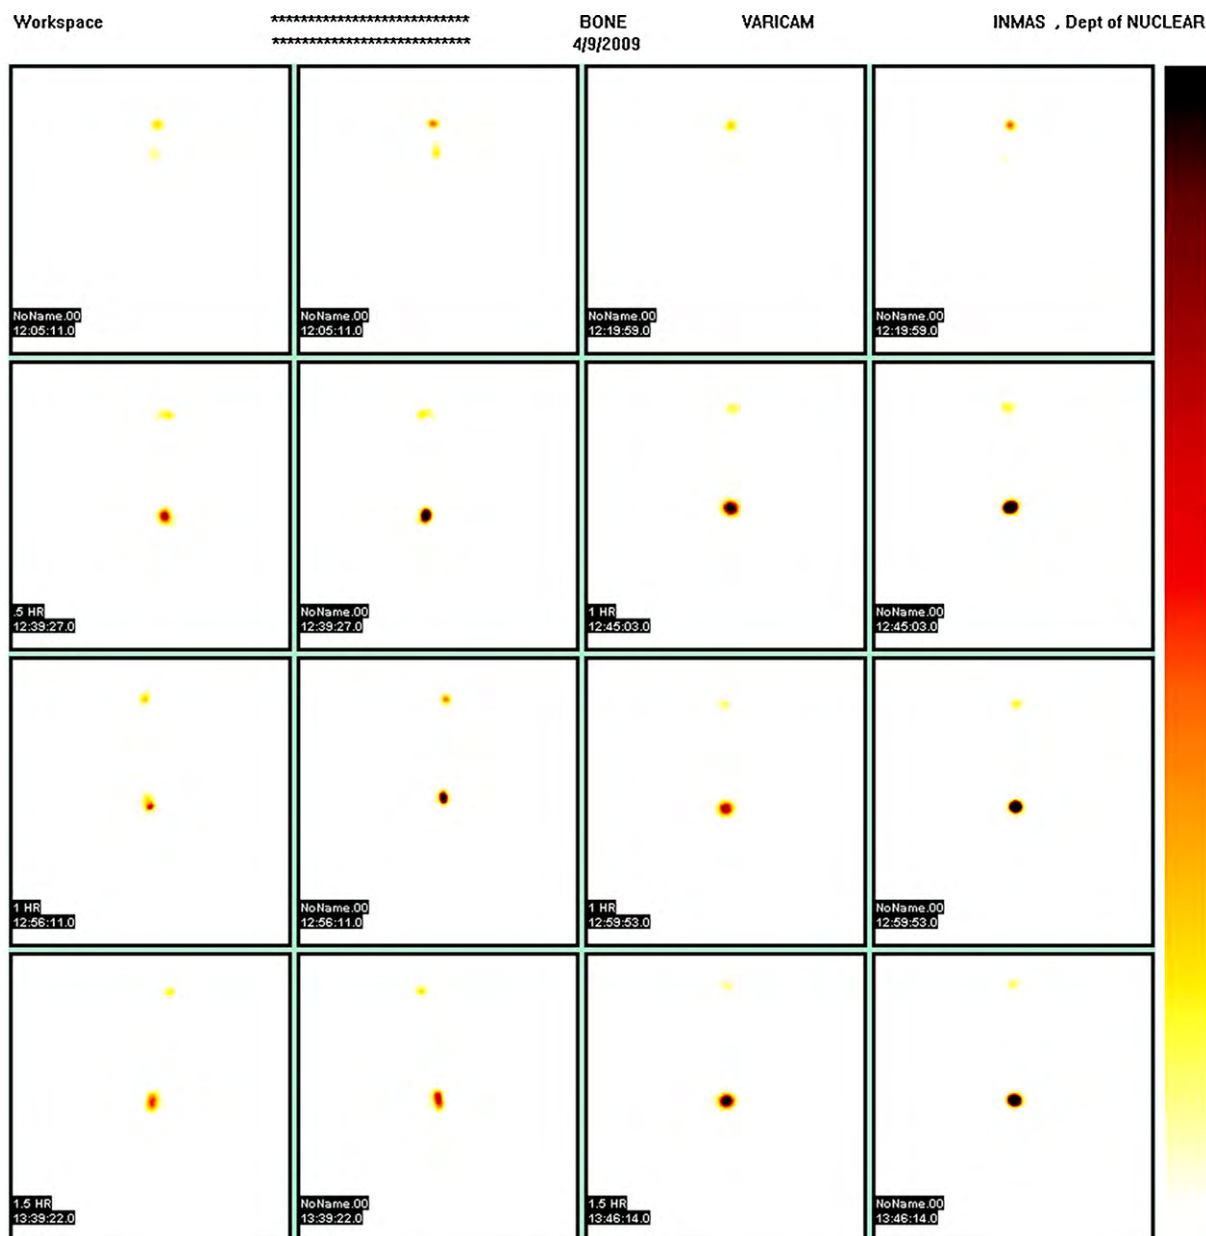 Workspace *************************** BONE VARICAM INMAS , Dept of NUCLEAR
*************************** 4/9/2009
NoName.00 NoName.00 NoName.00 NoName.00
12:05:11.0 12:05:11.0 12:19:59.0 12:19:59.0
.5 HR NoName.00 1 HR NoName.00
12:39:27.0 12:39:27.0 12:45:03.0 12:45:03.0
1 HR NoName.00 1 HR NoName.00
12:56:11.0 12:56:11.0 12:59:53.0 12:59:53.0
1.5 HR NoName.00 1.5 HR NoName.00
13:39:22.0 13:39:22.0 13:46:14.0 13:46:14.0